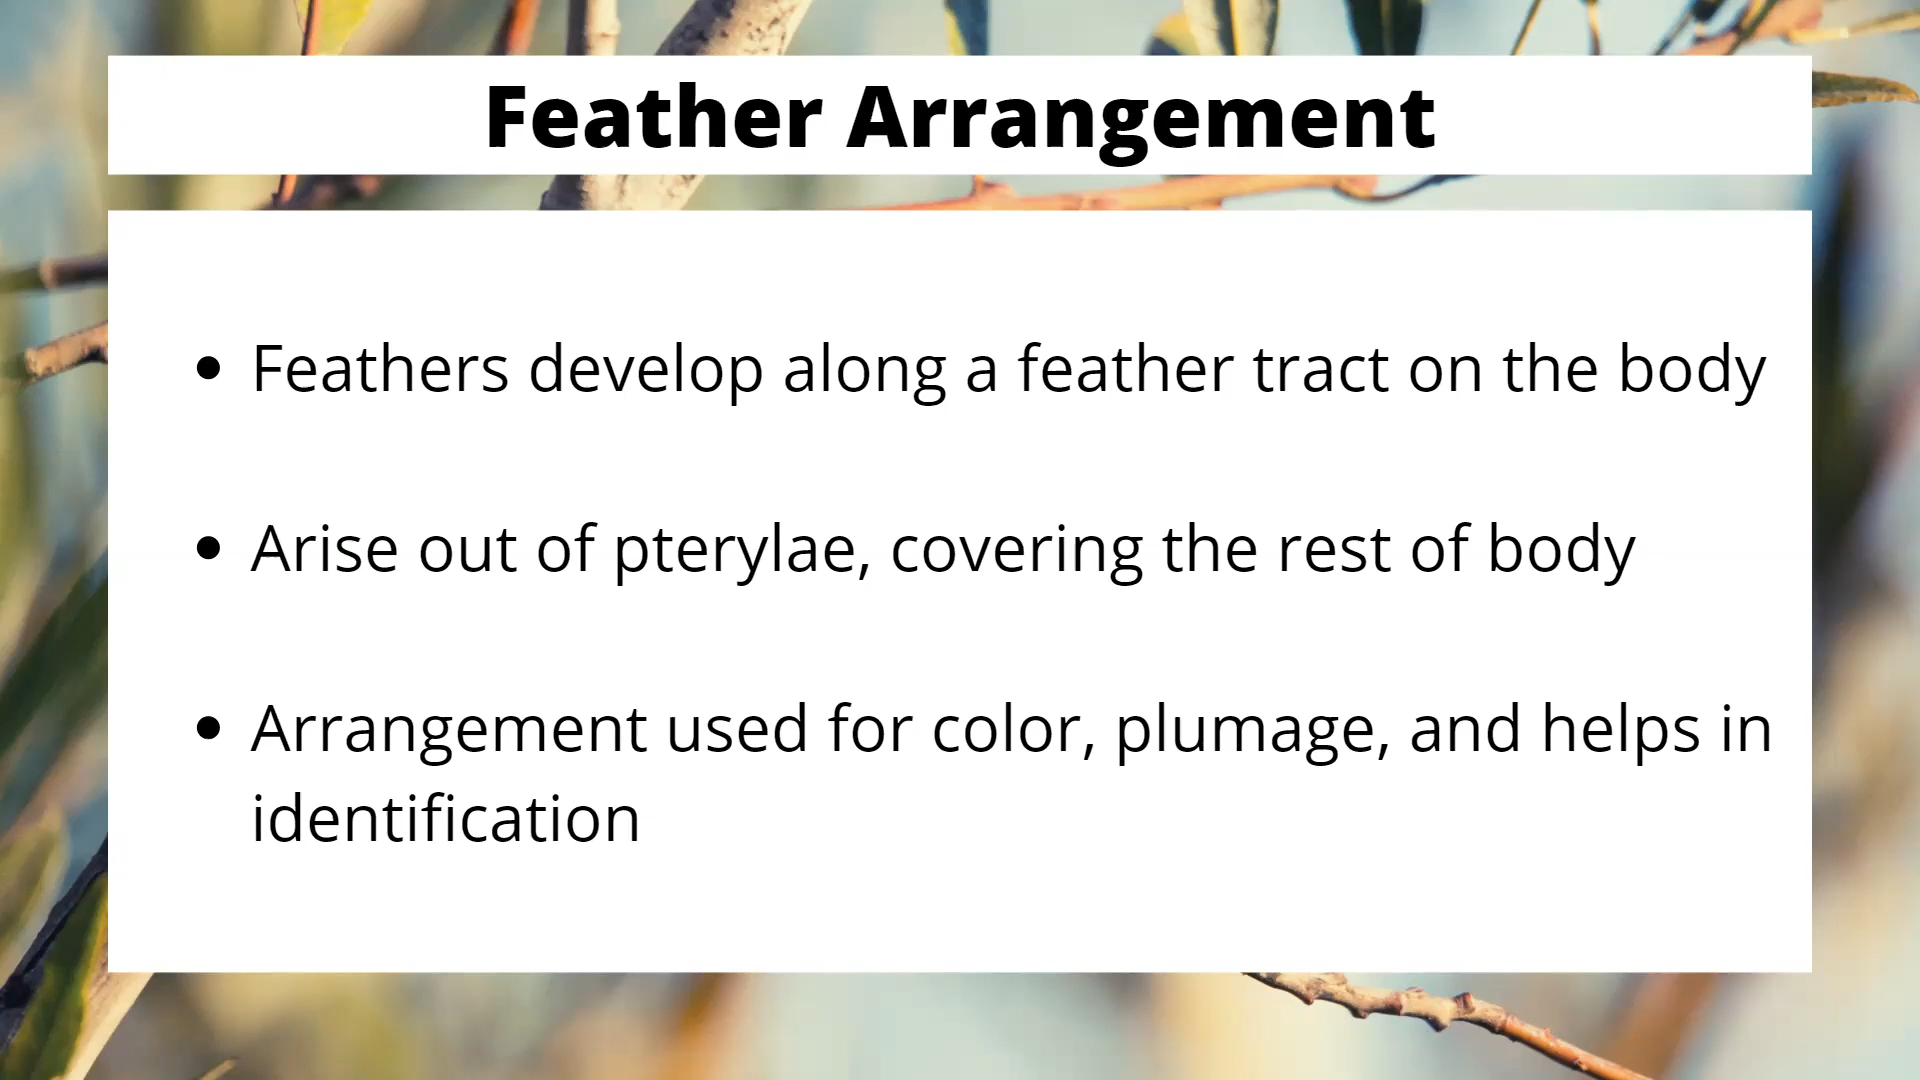 Feather Arrangement
• Feathers develop along a feather tract on the body
• Arise out of pterylae, covering the rest of body
• Arrangement used for color, plumage, and helps in
identification